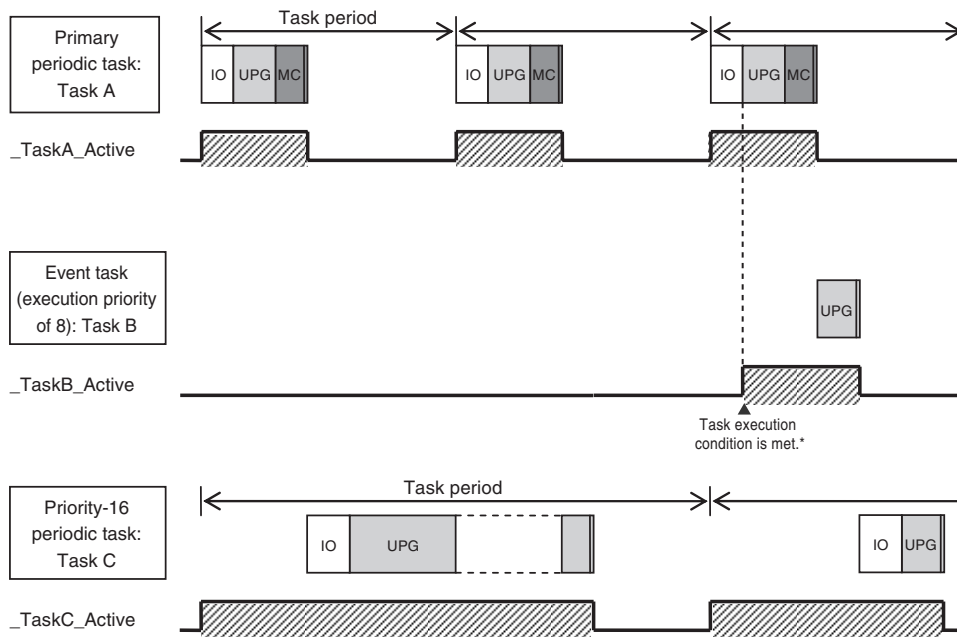 Task period
Primary
periodic task:
Task A
IO UPG MC IO UPG MC IO UPG MC
_TaskA_Active
Event task
(execution priority
of 8): Task B
UPG
_TaskB_Active
Task execution
condition is met.*
Task period
Priority-16
periodic task:
Task C
IO UPG IO UPG
_TaskC_Active